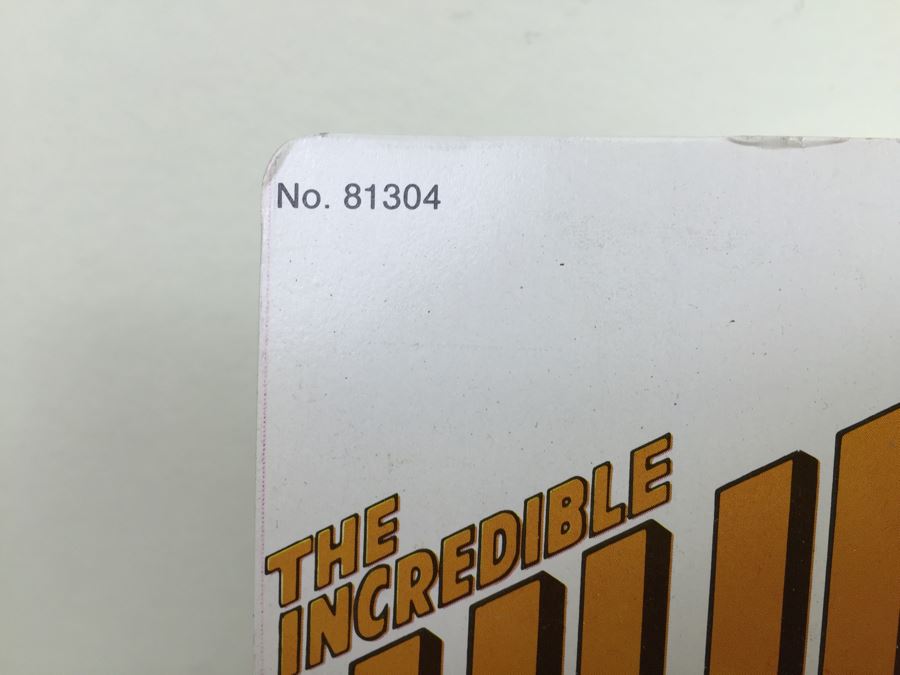 No. 81304
THE
INCREDIBLE